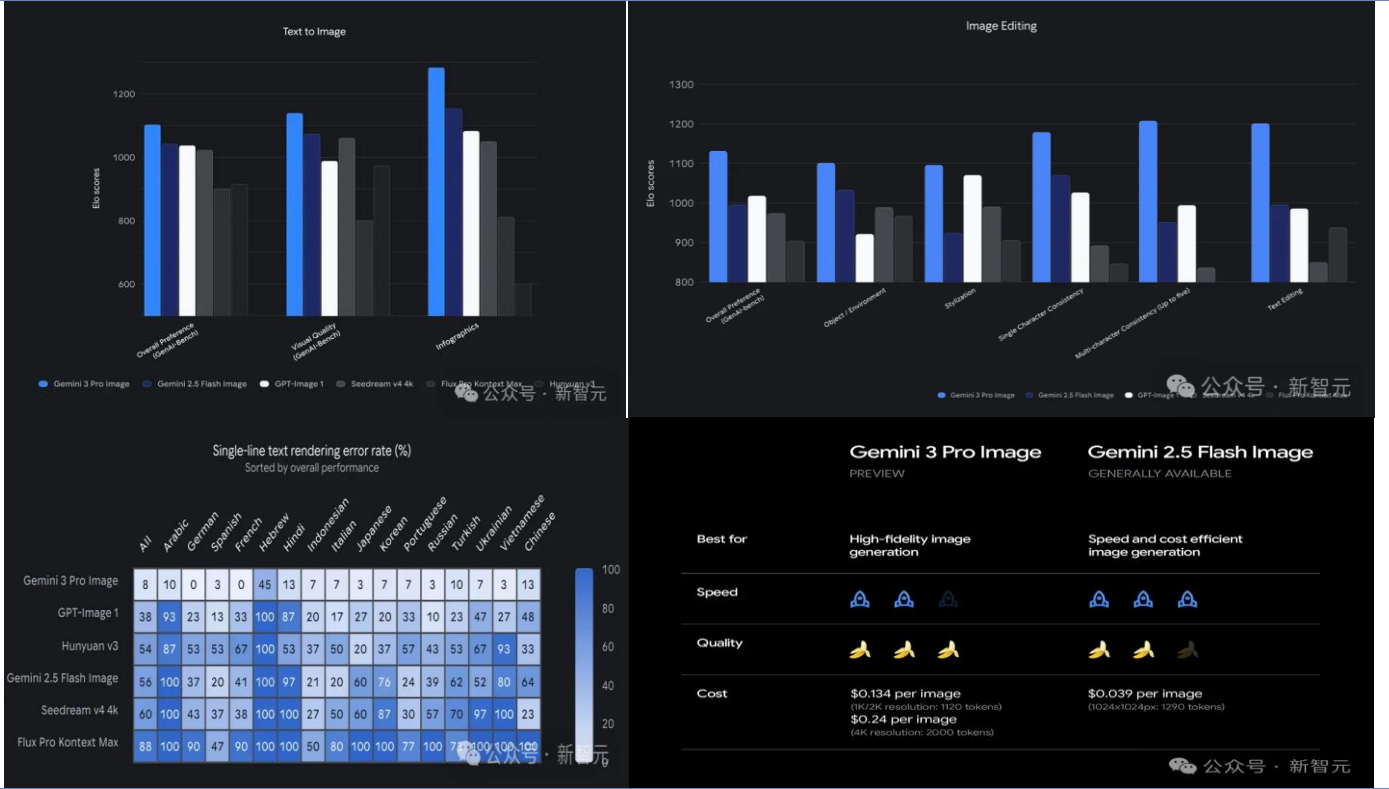 Text to Image
1200
1000
800
600
Elo scores
Overall Preference
(GenAI-Bench)
Visual Quality
(GenAI-Bench)
Infographics
Gemini 3 Pro Image
Gemini 2.5 Flash Image
GPT-Image 1
Seedream v4 4k
Flux Pro Kontext Max
Hunyuan v3
公众号 · 新智元
Image Editing
1300
1200
1100
1000
900
800
Elo scores
Overall Preference
(GenAI-bench)
Object / Environment
Stylization
Single Character Consistency
Multi-character Consistency (Up to five)
Text Editing
Gemini 3 Pro Image
Gemini 2.5 Flash Image
GPT-Image 1
Seedream v4 4k
Flux Pro Kontext Max
公众号 · 新智元
Single-line text rendering error rate (%)
Sorted by overall performance
All Arabic German Spanish French Hebrew Hindi Indonesian Italian Japanese Korean Portuguese Russian Turkish Ukrainian Vietnamese Chinese
Gemini 3 Pro Image 8 10 0 3 0 45 13 7 7 3 7 7 3 10 7 3 13
GPT-Image 1 38 93 23 13 33 100 87 20 17 27 20 33 10 23 47 27 48
Hunyuan v3 54 87 53 53 67 100 53 37 50 20 37 57 43 53 67 93 33
Gemini 2.5 Flash Image 56 100 37 20 41 100 97 21 20 60 76 24 39 62 52 80 64
Seedream v4 4k 60 100 43 37 38 100 100 27 50 60 87 30 57 70 97 100 23
Flux Pro Kontext Max 88 100 90 47 90 100 100 50 80 100 100 77 100 100 100 100
100
80
60
40
20
0
公众号 · 新智元
Gemini 3 Pro Image
PREVIEW
Gemini 2.5 Flash Image
GENERALLY AVAILABLE
Best for
High-fidelity image
generation
Speed and cost efficient
image generation
Speed
Quality
Cost
$0.134 per image
(1K/2K resolution: 1120 tokens)
$0.24 per image
(4K resolution: 2000 tokens)
$0.039 per image
(1024x1024px: 1290 tokens)
公众号 · 新智元